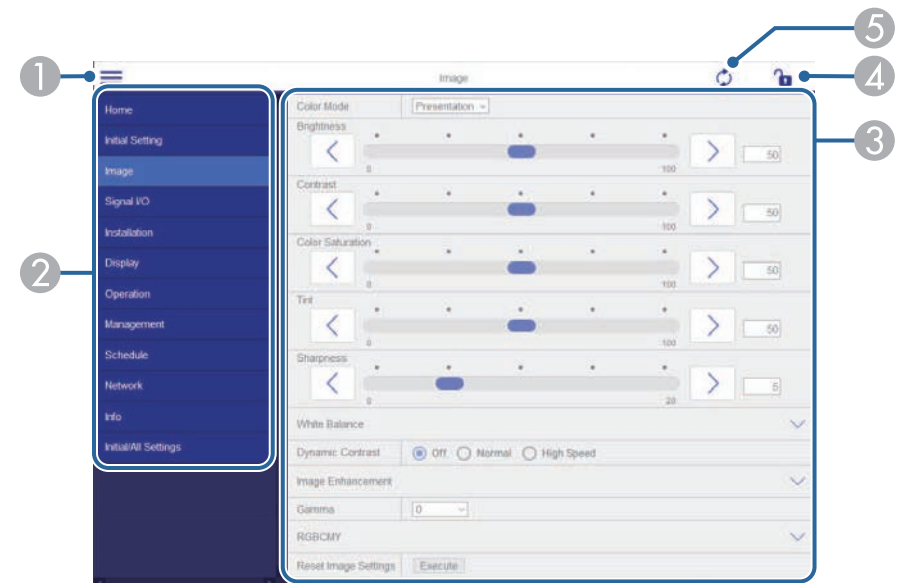 5
1
Image
4
Home
Initial Setting
Image
Signal I/O
Installation
Display
Operation
Management
Schedule
Network
Info
Initial/All Settings
2
Color Mode
Presentation
Brightness
0
100
50
3
Contrast
0
100
50
Color Saturation
0
100
50
Tint
0
100
50
Sharpness
0
20
5
White Balance
Dynamic Contrast
Off
Normal
High Speed
Image Enhancement
Gamma
0
RGBCMY
Reset Image Settings
Execute